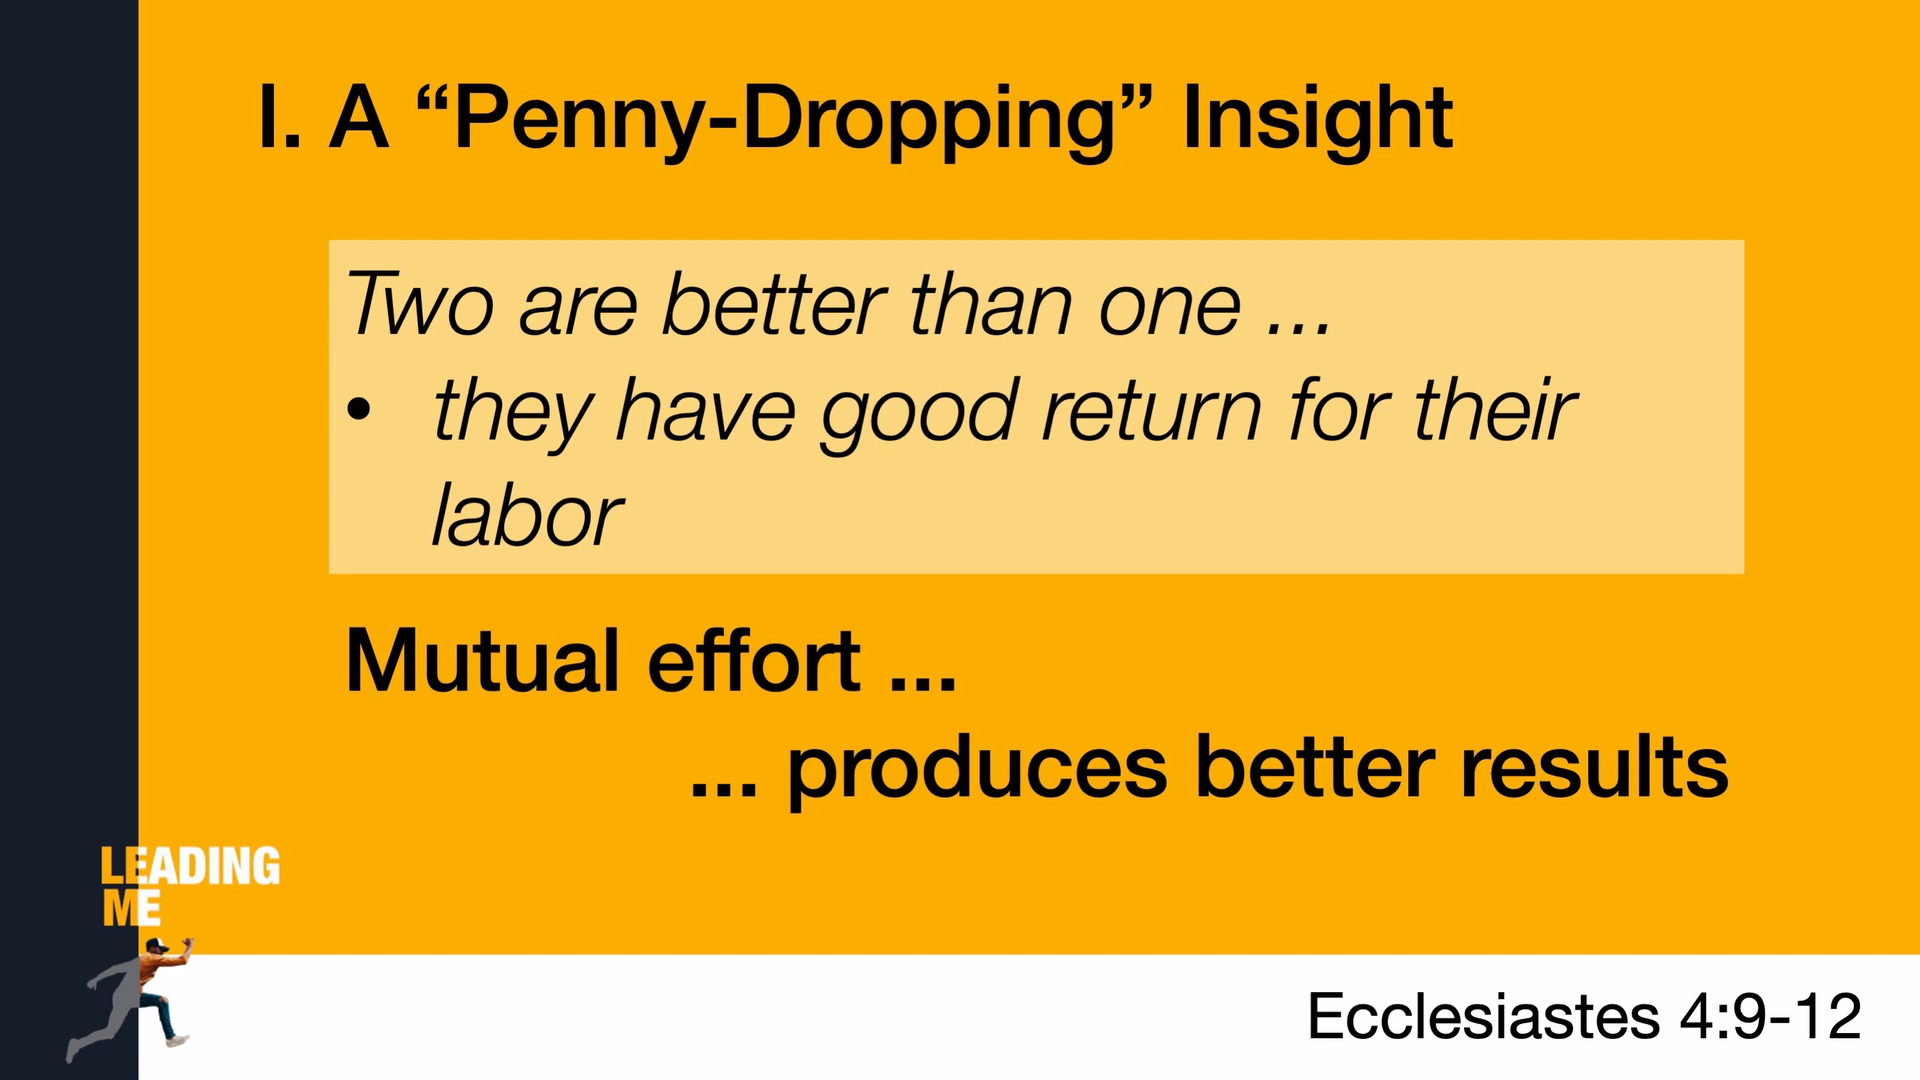 I. A “Penny-Dropping” Insight
Two are better than one ...
• they have good return for their
labor
Mutual effort ...
... produces better results
LEADING
ME
Ecclesiastes 4:9-12